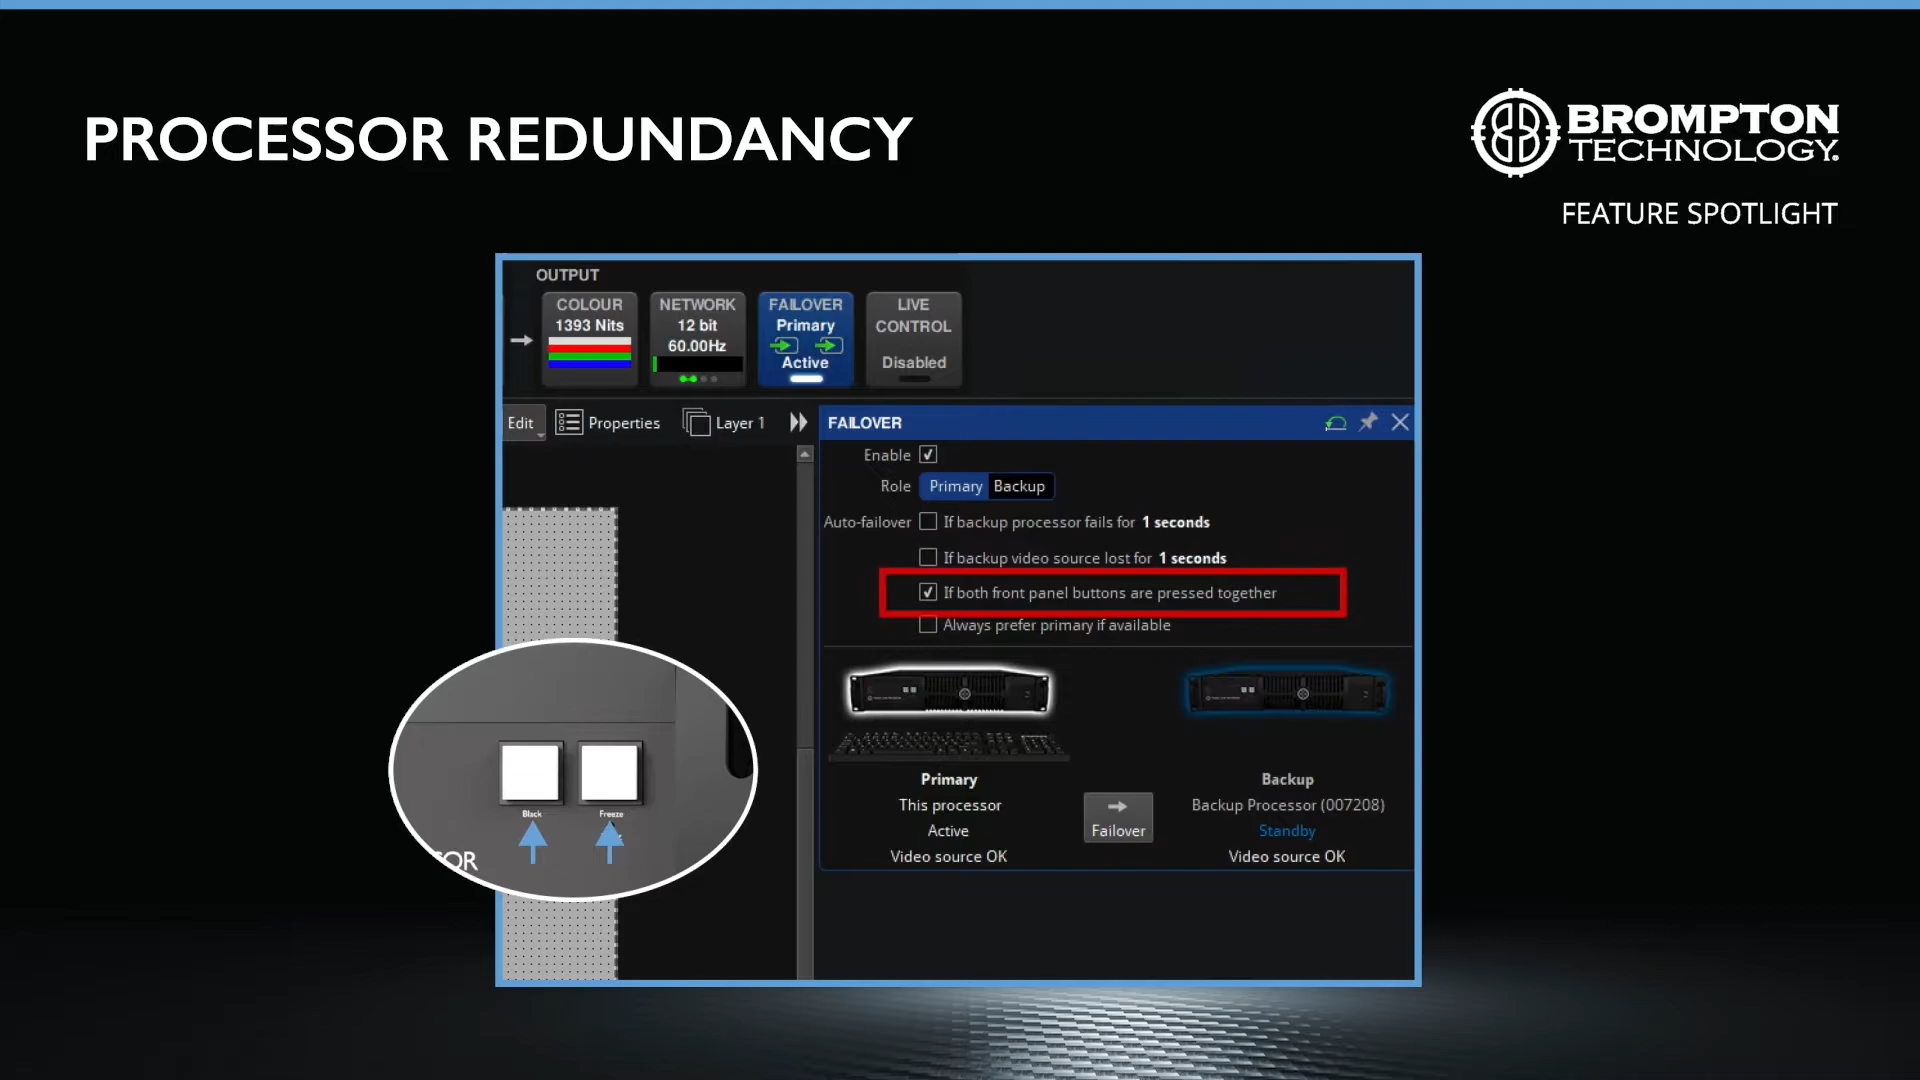 PROCESSOR REDUNDANCY
BROMPTON
TECHNOLOGY.
FEATURE SPOTLIGHT
OUTPUT
COLOUR
1393 Nits
NETWORK
12 bit
60.00Hz
FAILOVER
Primary
Active
LIVE
CONTROL
Disabled
Edit
Properties
Layer 1
FAILOVER
Enable
Role Primary Backup
Auto-failover If backup processor fails for 1 seconds
If backup video source lost for 1 seconds
If both front panel buttons are pressed together
Always prefer primary if available
Primary
This processor
Active
Video source OK
Failover
Backup
Backup Processor (007208)
Standby
Video source OK
Black
Freeze
SOR